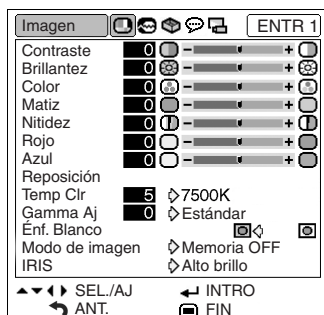 Imagen ENTR 1
Contraste 0 - +
Brillantez 0 - +
Color 0 - +
Matiz 0 - +
Nitidez 0 - +
Rojo 0 - +
Azul 0 - +
Reposición
Temp Clr 5 7500K
Gamma Aj 0 Estándar
Énf. Blanco
Modo de imagen Memoria OFF
IRIS Alto brillo
SEL./AJ INTRO
ANT. FIN